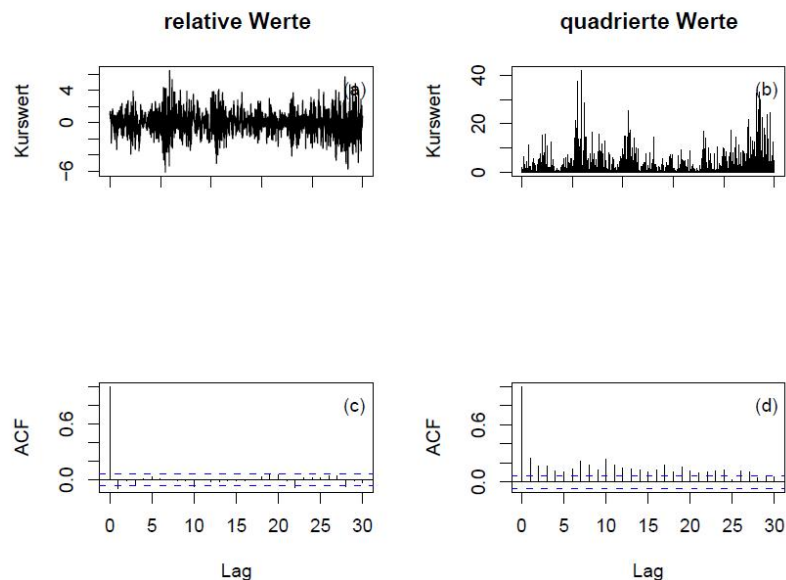 relative Werte
quadrierte Werte
Kurswert
4
0
−6
(a)
Kurswert
40
20
0
(b)
ACF
0.6
0.0
(c)
0 5 10 15 20 25 30
Lag
ACF
0.6
0.0
(d)
0 5 10 15 20 25 30
Lag